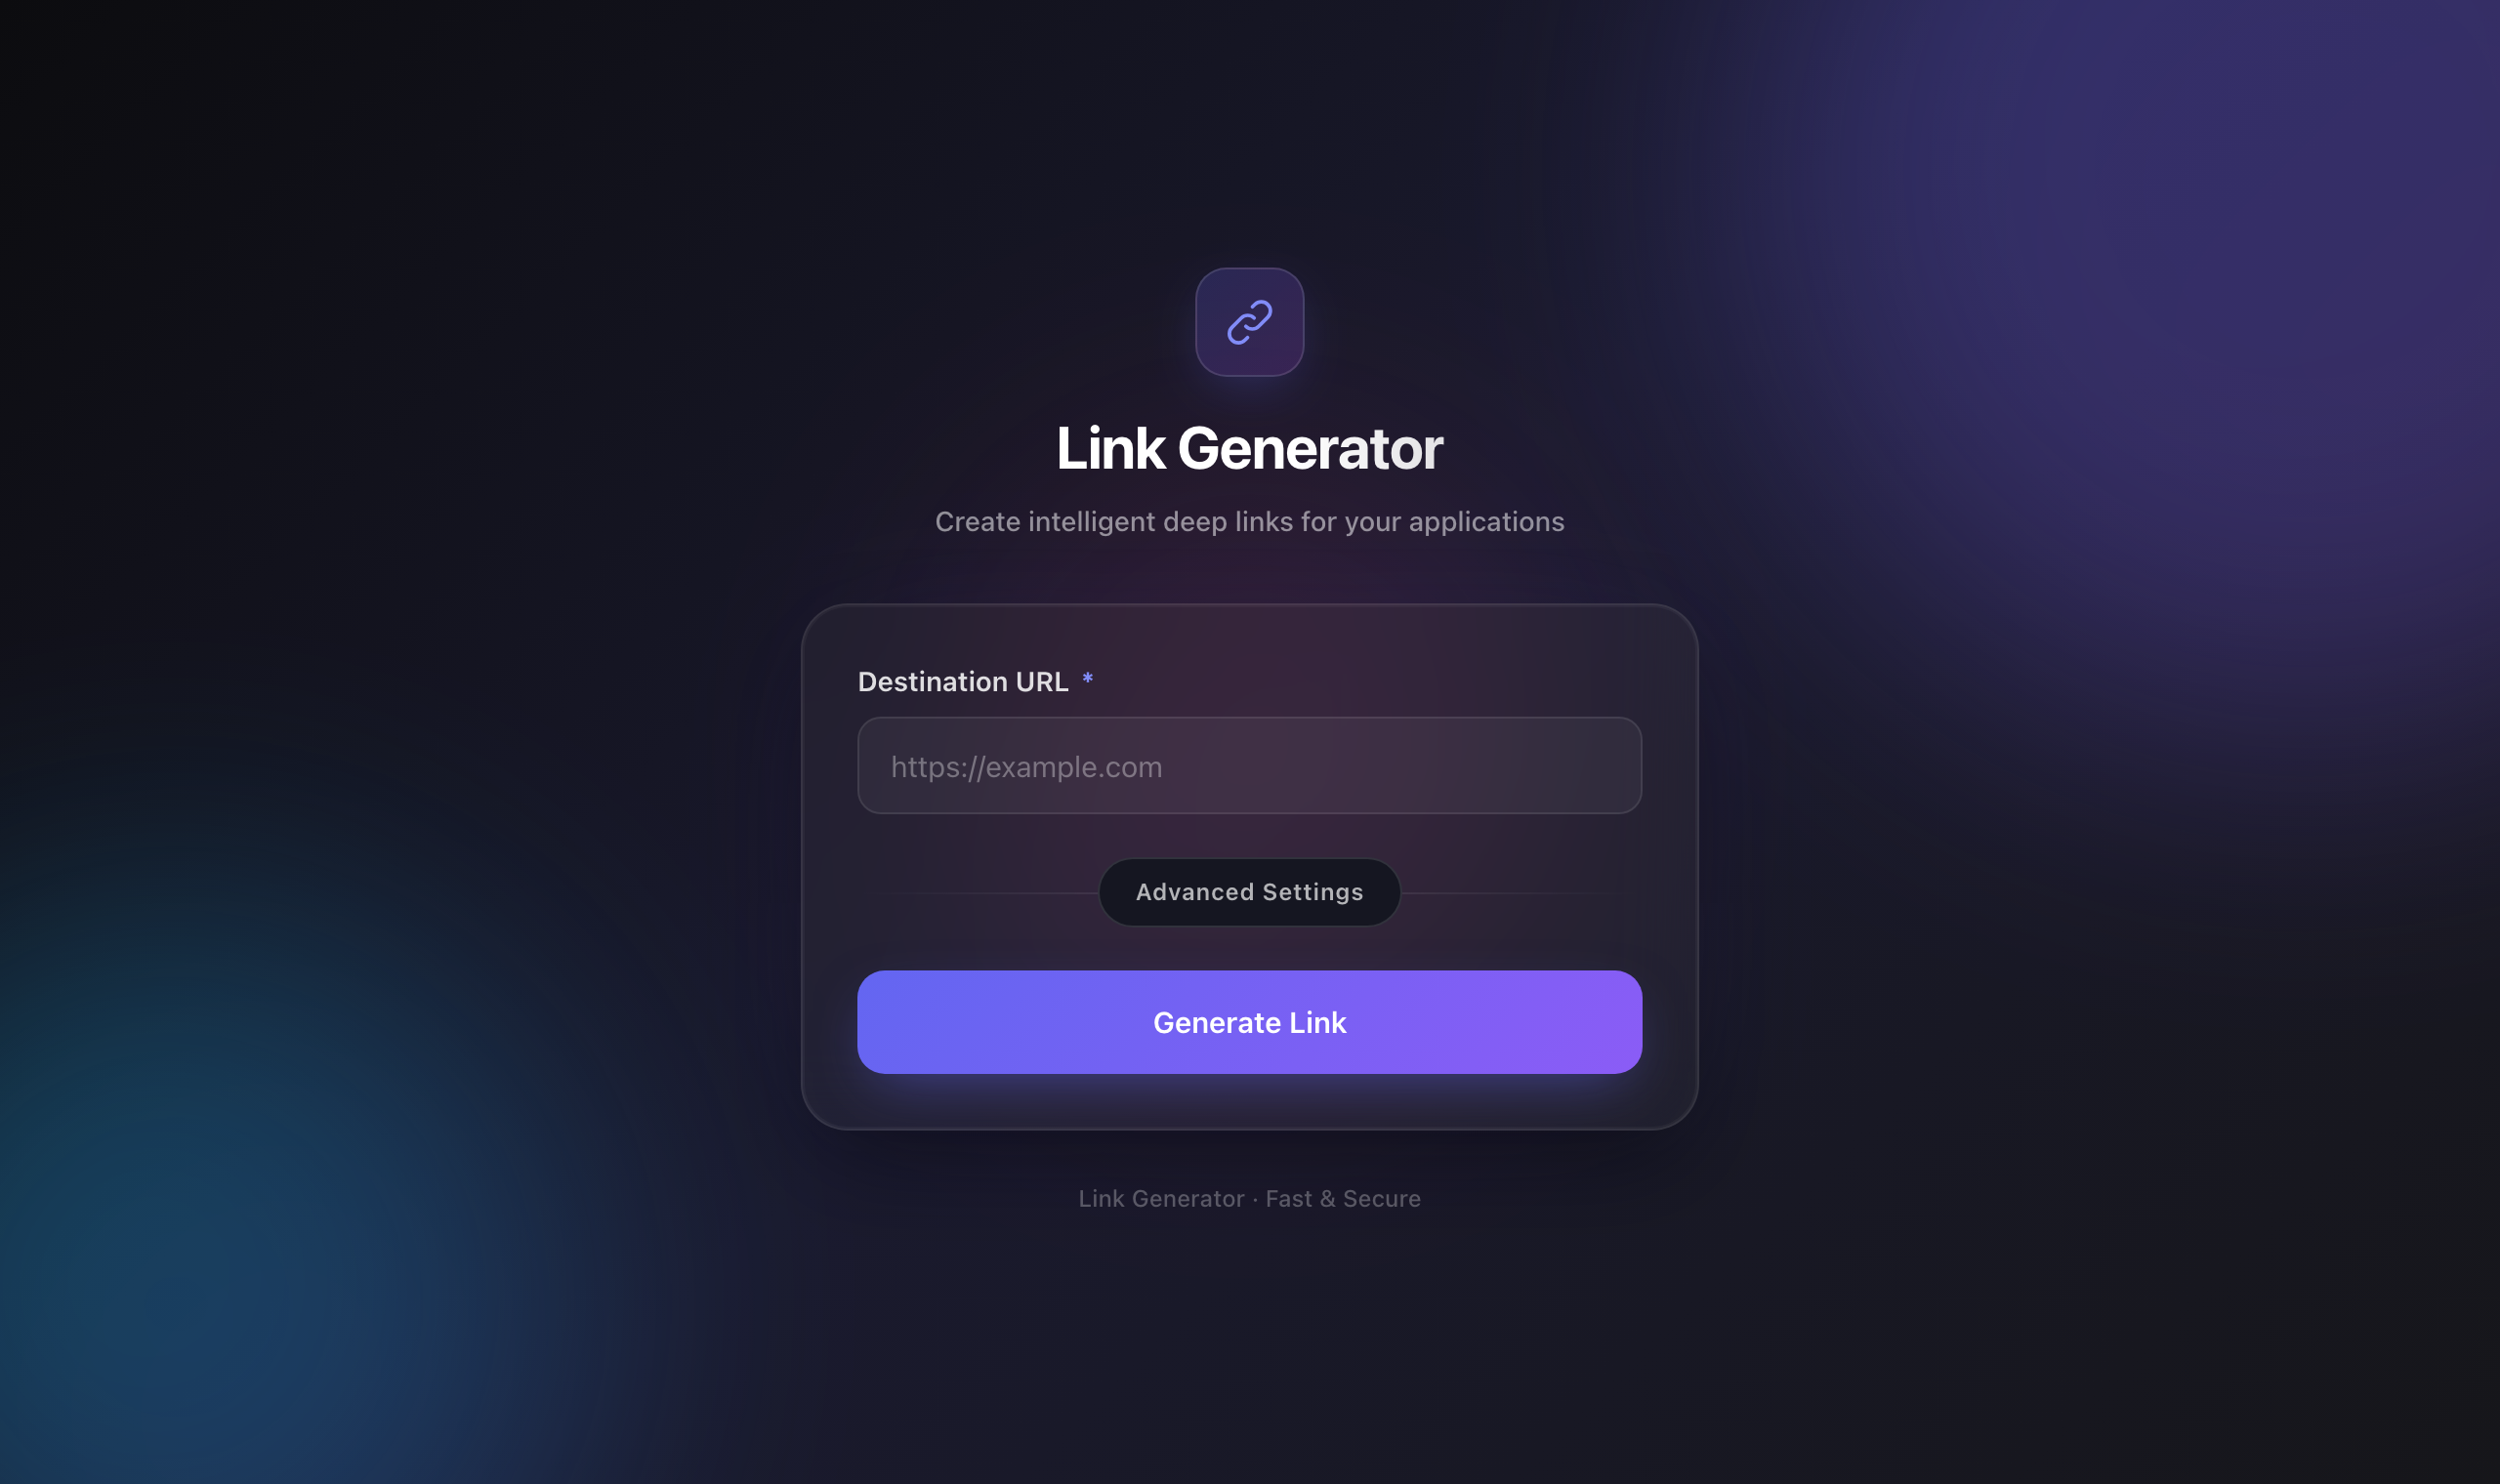 Link Generator
Create intelligent deep links for your applications
Destination URL *
https://example.com
Advanced Settings
Generate Link
Link Generator · Fast & Secure